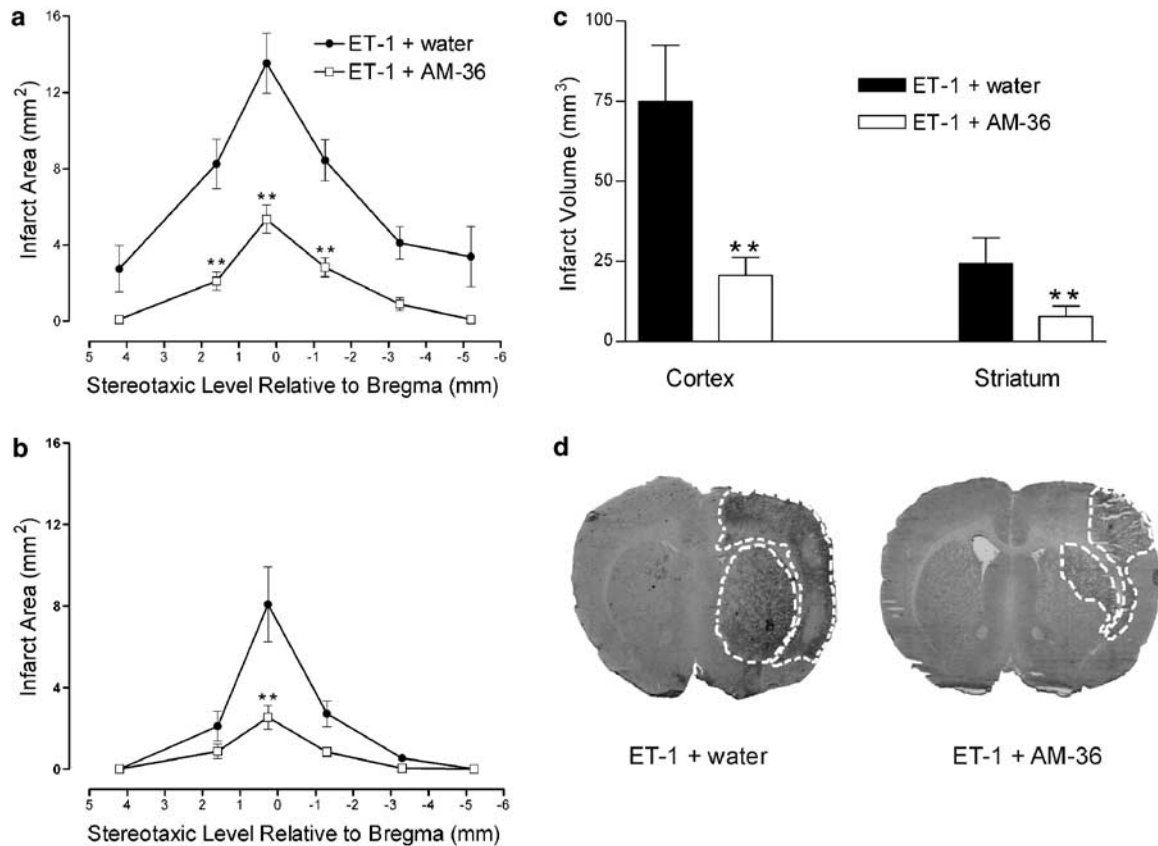 a
16
12
8
4
0
Infarct Area (mm²)
ET-1 + water
ET-1 + AM-36
**
**
**
5 4 3 2 1 0 -1 -2 -3 -4 -5 -6
Stereotaxic Level Relative to Bregma (mm)
b
16
12
8
4
0
Infarct Area (mm²)
**
5 4 3 2 1 0 -1 -2 -3 -4 -5 -6
Stereotaxic Level Relative to Bregma (mm)
c
100
75
50
25
0
Infarct Volume (mm³)
ET-1 + water
ET-1 + AM-36
**
**
Cortex Striatum
d
ET-1 + water ET-1 + AM-36